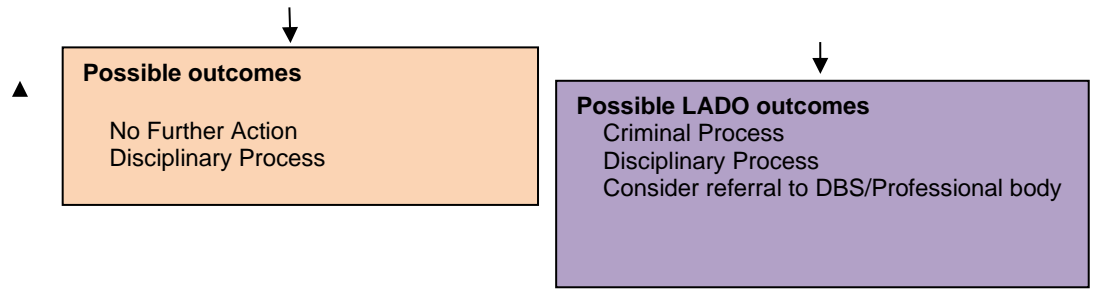 Possible outcomes
No Further Action
Disciplinary Process
Possible LADO outcomes
Criminal Process
Disciplinary Process
Consider referral to DBS/Professional body